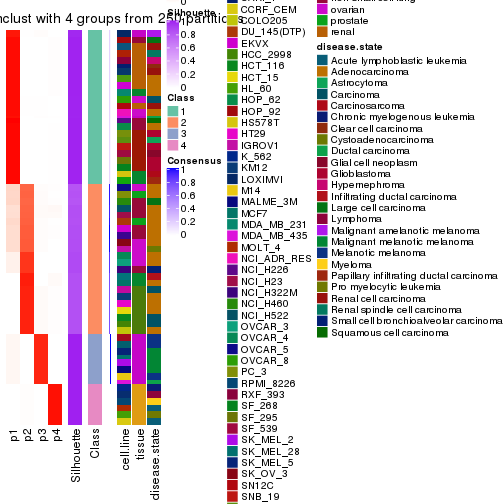 nclust with 4 groups from 250 partitions
Silhouette
1
0.8
0.6
0.4
0.2
0
Class
1
2
3
4
Consensus
1
0.8
0.6
0.4
0.2
0
p1
p2
p3
p4
Silhouette
Class
cell.line
tissue
disease.state
CCRF_CEM
COLO205
DU_145(DTP)
EKVX
HCC_2998
HCT_116
HCT_15
HL_60
HOP_62
HOP_92
HS578T
HT29
IGROV1
K_562
KM12
LOXIMVI
M14
MALME_3M
MCF7
MDA_MB_231
MDA_MB_435
MOLT_4
NCI_ADR_RES
NCI_H226
NCI_H23
NCI_H322M
NCI_H460
NCI_H522
OVCAR_3
OVCAR_4
OVCAR_5
OVCAR_8
PC_3
RPMI_8226
RXF_393
SF_268
SF_295
SF_539
SK_MEL_2
SK_MEL_28
SK_MEL_5
SK_OV_3
SN12C
SNB_19
ovarian
prostate
renal
disease.state
Acute lymphoblastic leukemia
Adenocarcinoma
Astrocytoma
Carcinoma
Carcinosarcoma
Chronic myelogenous leukemia
Clear cell carcinoma
Cystoadenocarcinoma
Ductal carcinoma
Glial cell neoplasm
Glioblastoma
Hypernephroma
Infiltrating ductal carcinoma
Large cell carcinoma
Lymphoma
Malignant amelanotic melanoma
Malignant melanotic melanoma
Melanotic melanoma
Myeloma
Papillary infiltrating ductal carcinoma
Pro myelocytic leukemia
Renal cell carcinoma
Renal spindle cell carcinoma
Small cell bronchioalveolar carcinoma
Squamous cell carcinoma